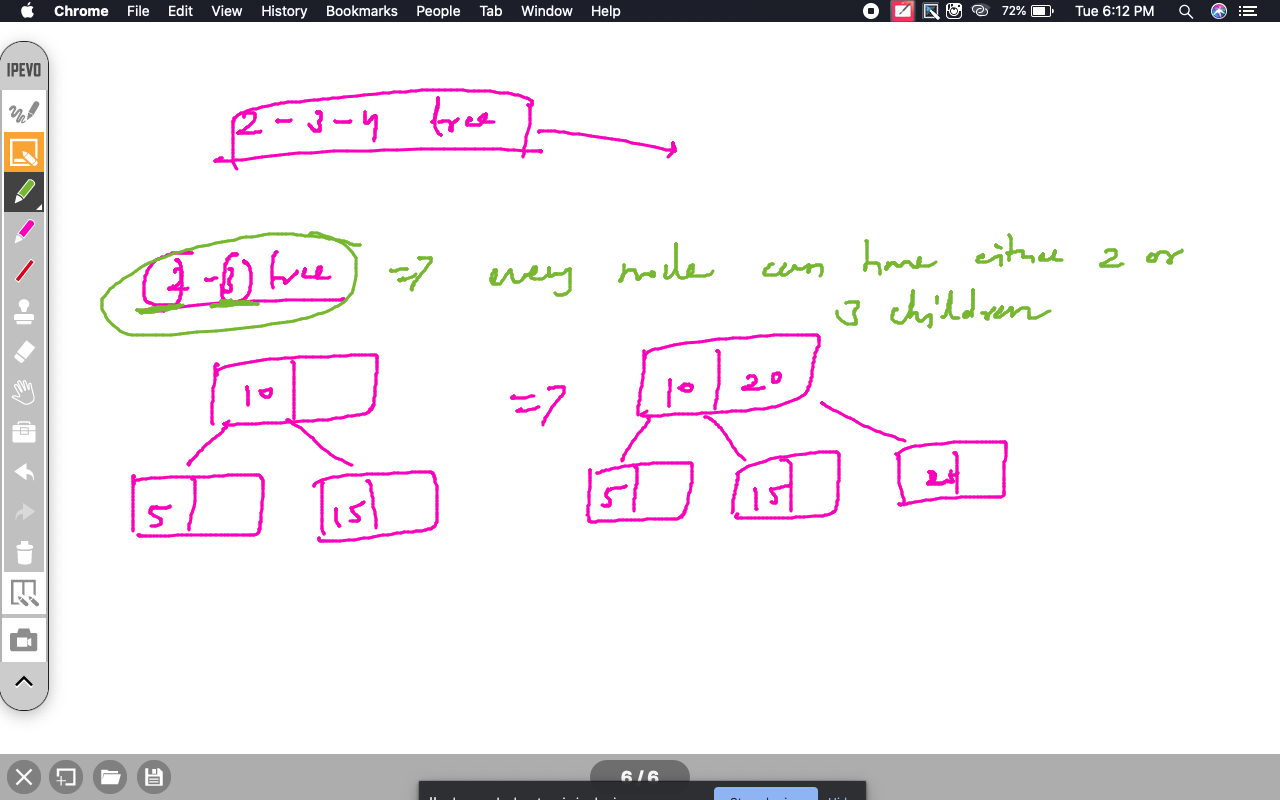 Chrome File Edit View History Bookmarks People Tab Window Help 72% Tue 6:12 PM
IPEVO
2-3-4 tree
2-3 tree => every node can have either 2 or
3 children
10 => 10 20
5 15 5 15
6 / 6